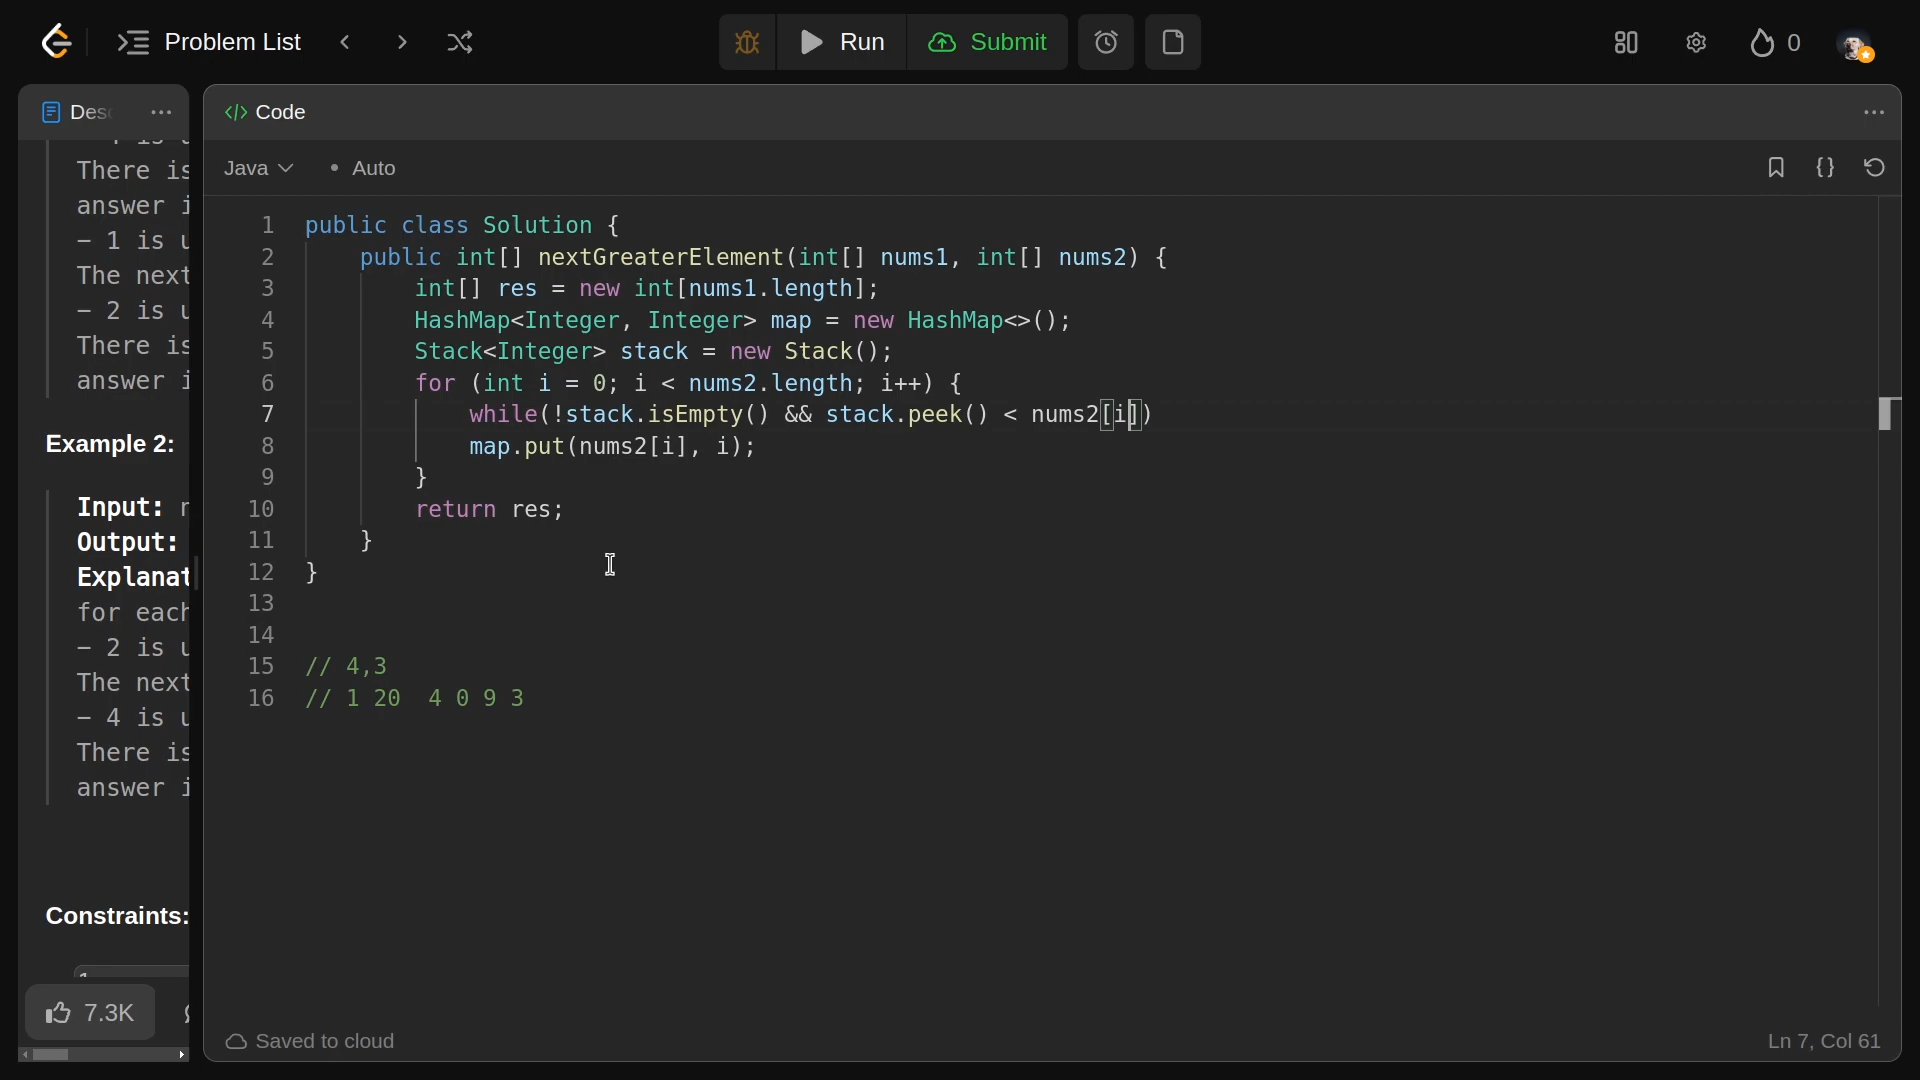 Problem List
Run
Submit
0
Des
There is
answer i
- 1 is u
The next
- 2 is u
There is
answer i
Example 2:
Input:
Output:
Explanat
for each
- 2 is u
The next
- 4 is u
There is
answer i
Constraints:
7.3K
</> Code
Java
• Auto
1 public class Solution {
2 public int[] nextGreaterElement(int[] nums1, int[] nums2) {
3 int[] res = new int[nums1.length];
4 HashMap<Integer, Integer> map = new HashMap<>();
5 Stack<Integer> stack = new Stack();
6 for (int i = 0; i < nums2.length; i++) {
7 while(!stack.isEmpty() && stack.peek() < nums2[i])
8 map.put(nums2[i], i);
9 }
10 return res;
11 }
12 }
13
14
15 // 4,3
16 // 1 20  4 0 9 3
Saved to cloud
Ln 7, Col 61